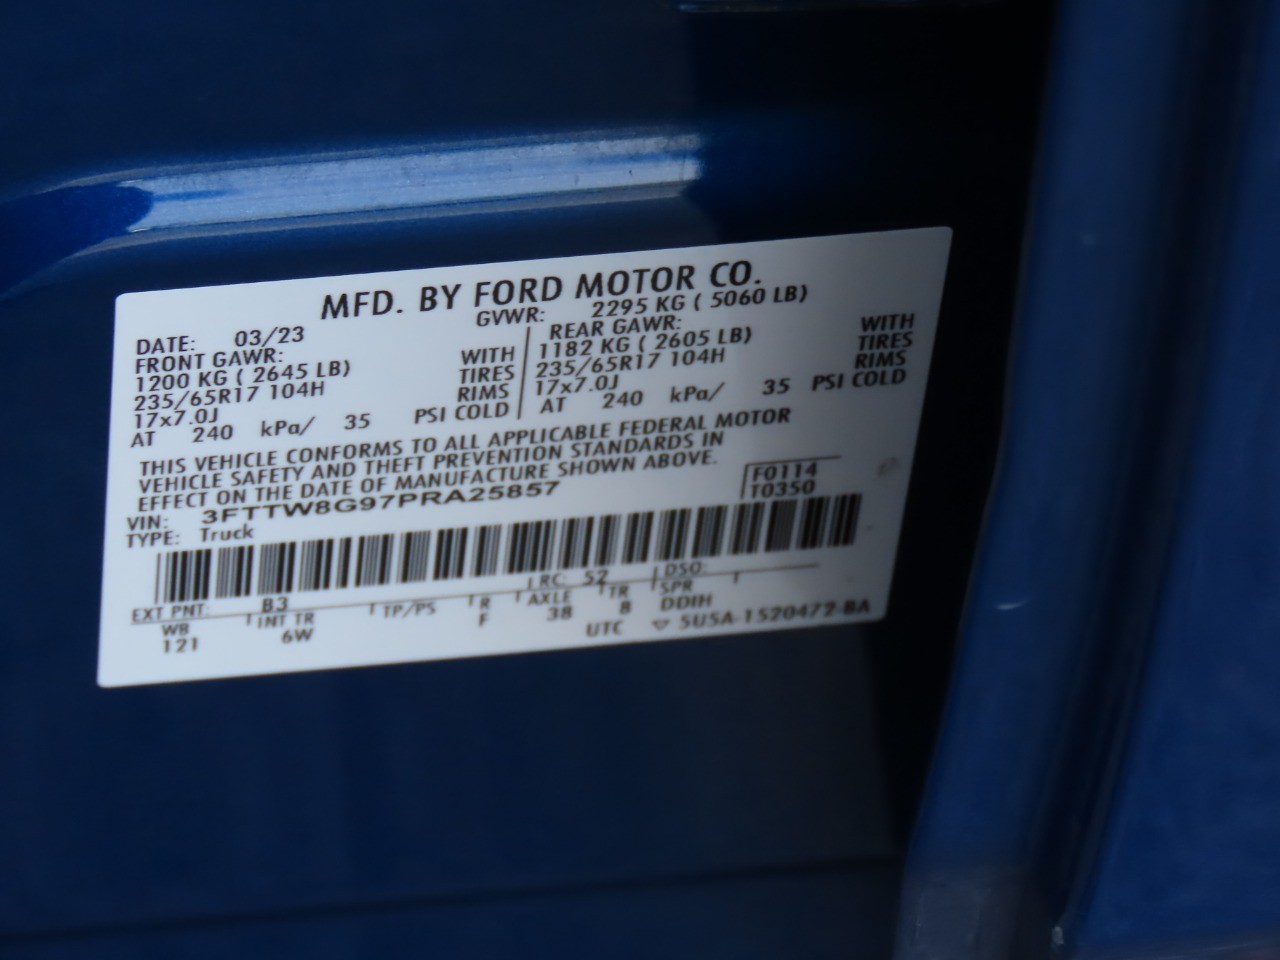 MFD. BY FORD MOTOR CO.
DATE: 03/23 GVWR: 2295 KG ( 5060 LB)
FRONT GAWR: REAR GAWR:
1200 KG ( 2645 LB) WITH 1182 KG ( 2605 LB) WITH
235/65R17 104H TIRES 235/65R17 104H TIRES
17x7.0J RIMS 17x7.0J RIMS
AT 240 kPa/ 35 PSI COLD AT 240 kPa/ 35 PSI COLD
THIS VEHICLE CONFORMS TO ALL APPLICABLE FEDERAL MOTOR
VEHICLE SAFETY AND THEFT PREVENTION STANDARDS IN
EFFECT ON THE DATE OF MANUFACTURE SHOWN ABOVE.
F0114
VIN: 3FTTW8G97PRA25857 T0350
TYPE: Truck
EXT PNT: B3 RC: 52 DSO:
WB INT TR TP/PS R AXLE TR SPR
121 6W F 38 8 DDIH
UTC 5U5A-1520472-BA